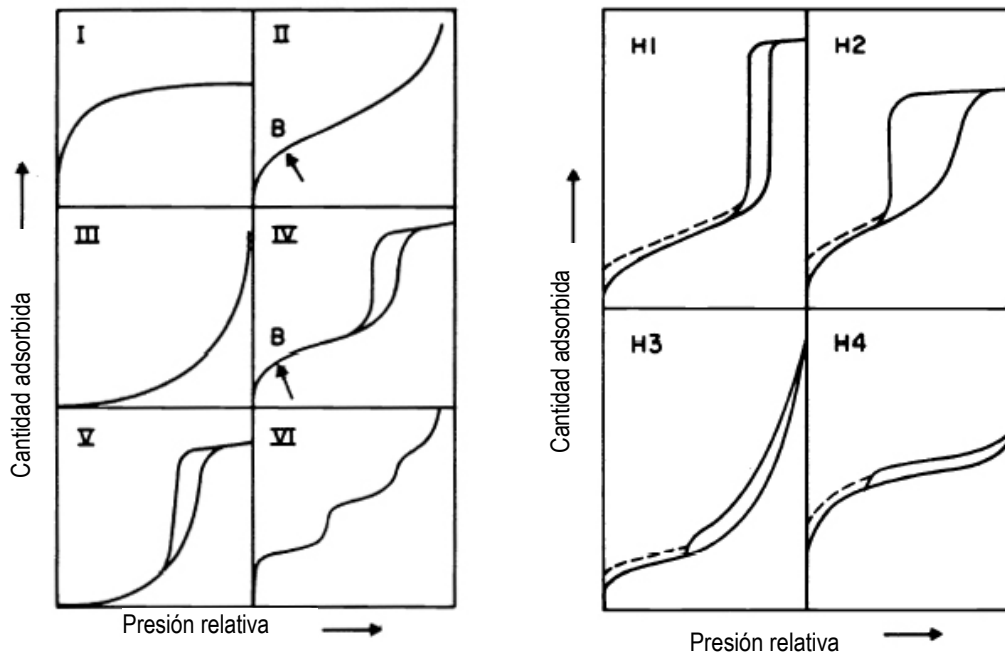 I
II
B
III
IV
B
V
VI
Cantidad adsorbida
Presión relativa
H1
H2
H3
H4
Cantidad adsorbida
Presión relativa